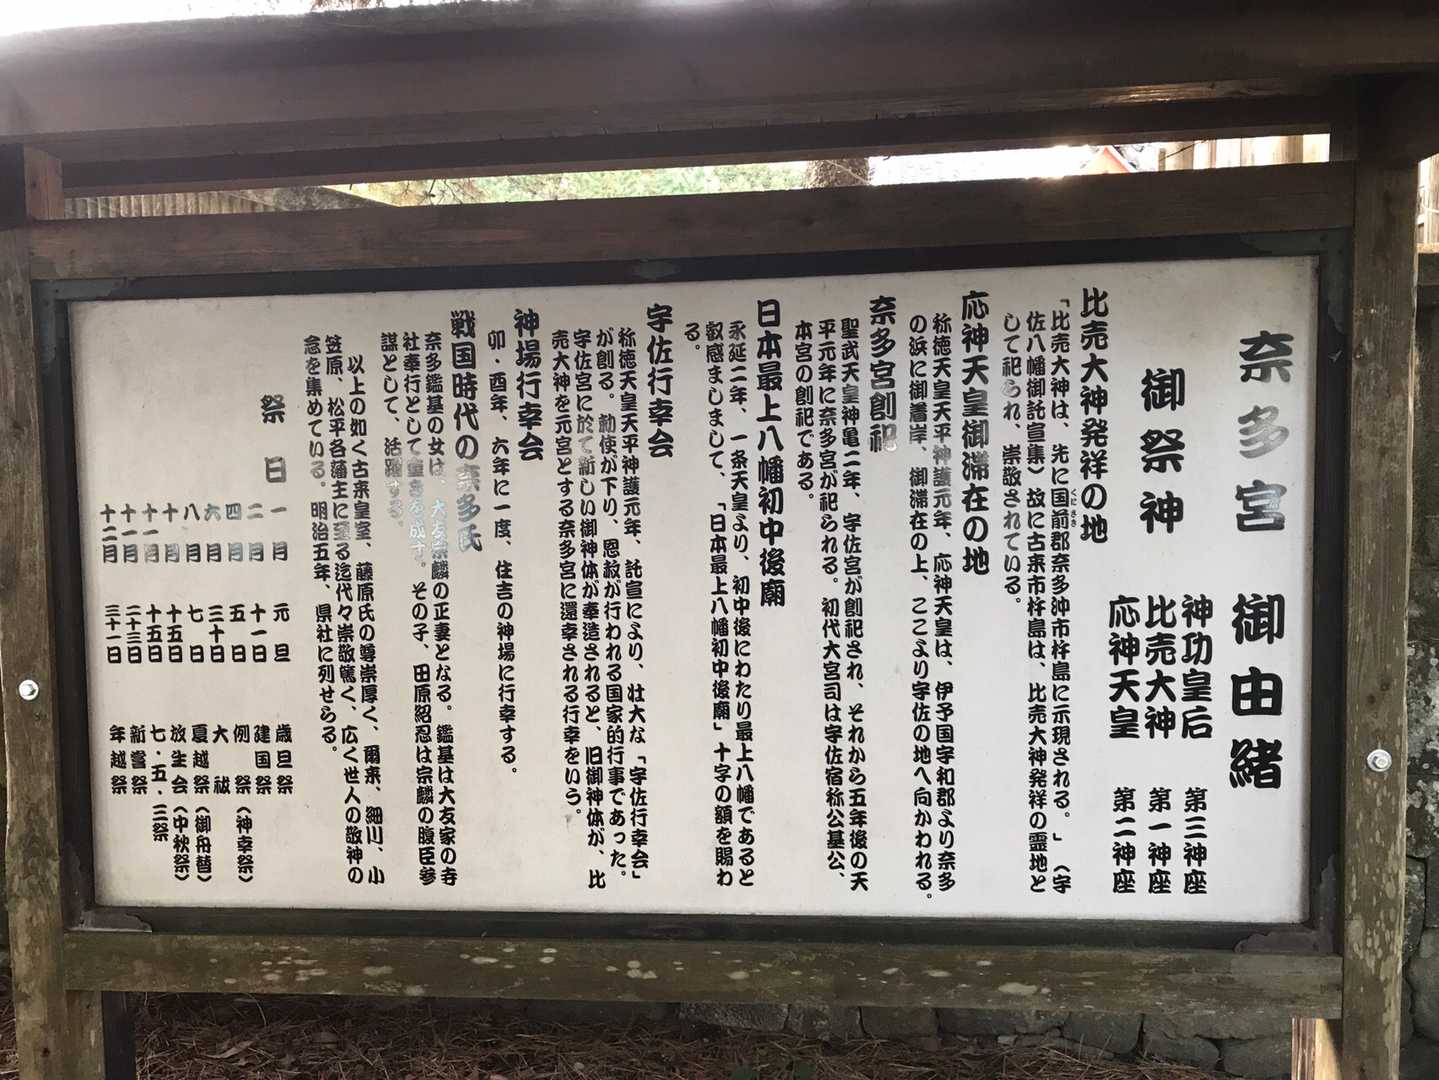 奈多宮 御由緒
御祭神
神功皇后 第三神座
比売大神 第一神座
応神天皇 第二神座
比売大神発祥の地
「比売大神は、先に国前郡奈多沖市杵島に示現される。」（宇
くにさき
佐八幡御託宣集）故に古来市杵島は、比売大神発祥の霊地と
して祀られ、崇敬されている。
応神天皇御滞在の地
称徳天皇天平神護元年、応神天皇は、伊予国宇和郡より奈多
の浜に御着岸、御滞在の上、ここより宇佐の地へ向かわれる。
奈多宮創祀
聖武天皇神亀二年、宇佐宮が創祀され、それから五年後の天
平元年に奈多宮が祀られる。初代大宮司は宇佐宿称公基公、
本宮の創祀である。
日本最上八幡初中後廟
永延二年、一条天皇より、初中後にわたり最上八幡であると
叡感ましまして、「日本最上八幡初中後廟」十字の額を賜わ
る。
宇佐行幸会
称徳天皇天平神護元年、託宣により、壮大な「宇佐行幸会」
が創る。勅使が下り、恩赦が行われる国家的行事であった。
宇佐宮に於て新しい御神体が奉造されると、旧御神体が、比
売大神を元宮とする奈多宮に還幸される行幸をいう。
神場行幸会
卯・酉年、六年に一度、住吉の神場に行幸する。
戦国時代の奈多氏
奈多鑑基の女は、大友宗麟の正妻となる。鑑基は大友家の寺
社奉行として重きを成す。その子、田原紹忍は宗麟の腹臣参
謀として、活躍する。
以上の如く古来皇室、藤原氏の尊崇厚く、爾来、細川、小
笠原、松平各藩主に至る迄代々崇敬篤く、広く世人の敬神の
念を集めている。明治五年、県社に列せらる。
祭日
一月 元旦 歳旦祭
二月 十一日 建国祭
四月 五日 例祭（神幸祭）
六月 三十日 大祓
八月 七日 夏越祭（御舟替）
十月 十五日 放生会（中秋祭）
十一月 十五日 七・五・三祭
十一月 二十三日 新嘗祭
十二月 三十一日 年越祭